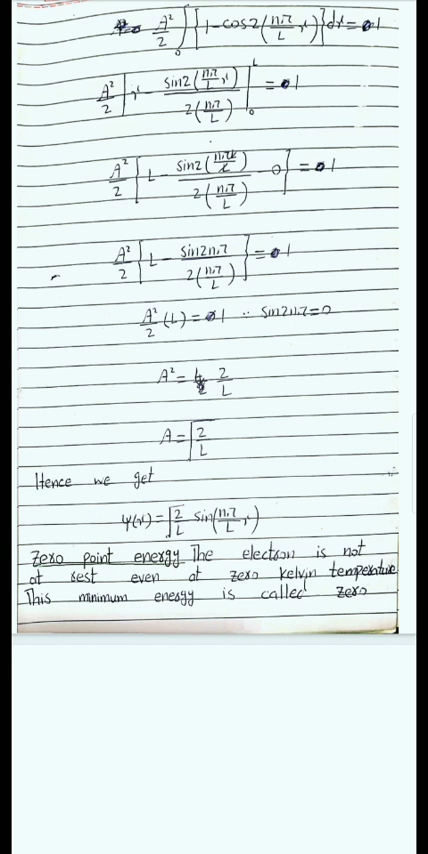 A²/2 ∫₀ [1-cos2(nπ/L x)}dx = 1
A²/2 |x - sin2(nπ/L x) / 2(nπ/L)|₀ᴸ = 1
A²/2 {L - sin2(nπL/L) / 2(nπ/L) - 0} = 1
A²/2 {L - sin2nπ / 2(nπ/L)} = 1
A²/2 (L) = 1 ∵ sin2nπ=0
A² = 2/L
A = √2/L
Hence we get
ψ(x) = √2/L sin(nπ/L x)
Zero point energy The electron is not
at rest even at zero kelvin temperature
This minimum energy is called zero